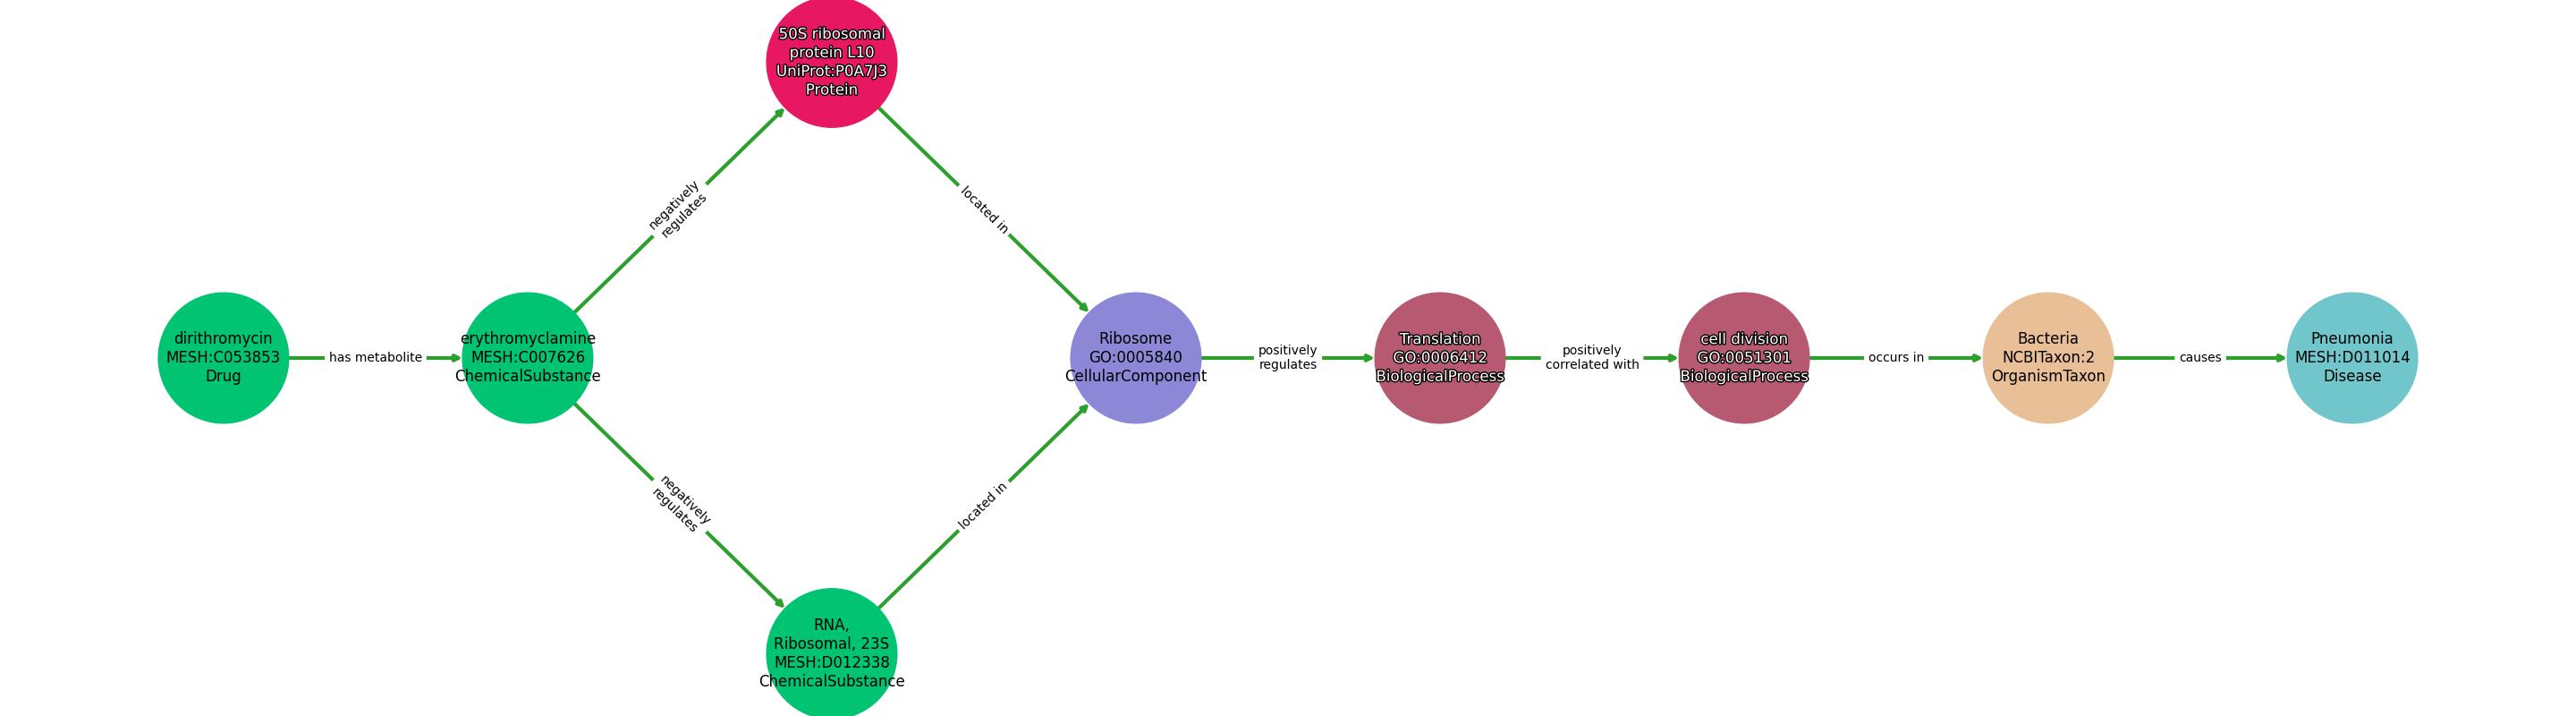 50S ribosomal
protein L10
UniProt:P0A7J3
Protein
negatively
regulates
located in
dirithromycin
MESH:C053853
Drug
has metabolite
erythromyclamine
MESH:C007626
ChemicalSubstance
Ribosome
GO:0005840
CellularComponent
positively
regulates
Translation
GO:0006412
BiologicalProcess
positively
correlated with
cell division
GO:0051301
BiologicalProcess
occurs in
Bacteria
NCBITaxon:2
OrganismTaxon
causes
Pneumonia
MESH:D011014
Disease
negatively
regulates
located in
RNA,
Ribosomal, 23S
MESH:D012338
ChemicalSubstance